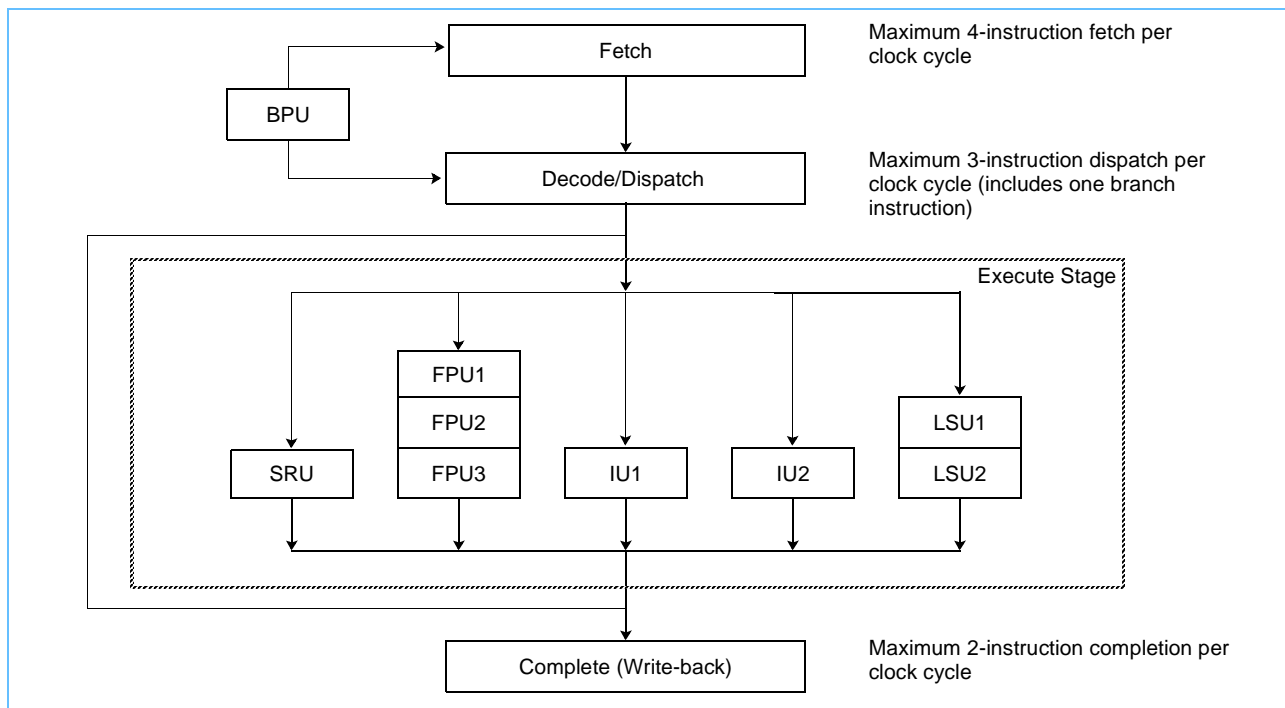 Maximum 4-instruction fetch per
clock cycle
Fetch
BPU
Maximum 3-instruction dispatch per
clock cycle (includes one branch
instruction)
Decode/Dispatch
Execute Stage
FPU1
FPU2
LSU1
SRU
FPU3
IU1
IU2
LSU2
Maximum 2-instruction completion per
clock cycle
Complete (Write-back)